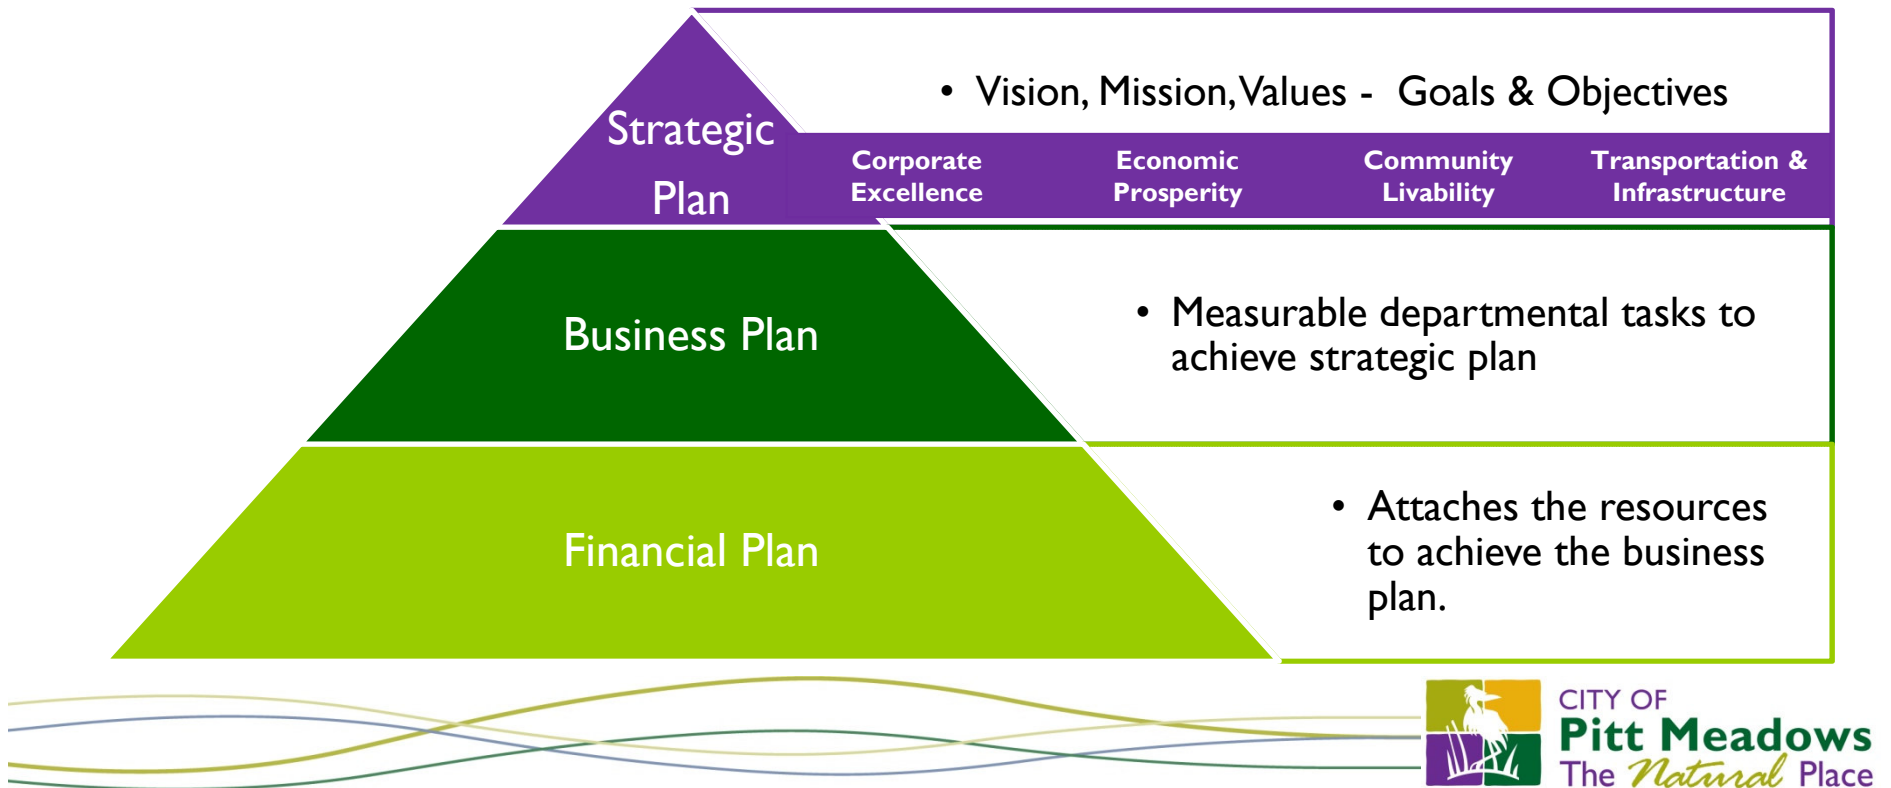 • Vision, Mission, Values - Goals & Objectives
Strategic
Plan
Corporate
Excellence
Economic
Prosperity
Community
Livability
Transportation &
Infrastructure
Business Plan
• Measurable departmental tasks to
achieve strategic plan
Financial Plan
• Attaches the resources
to achieve the business
plan.
CITY OF
Pitt Meadows
The Natural Place